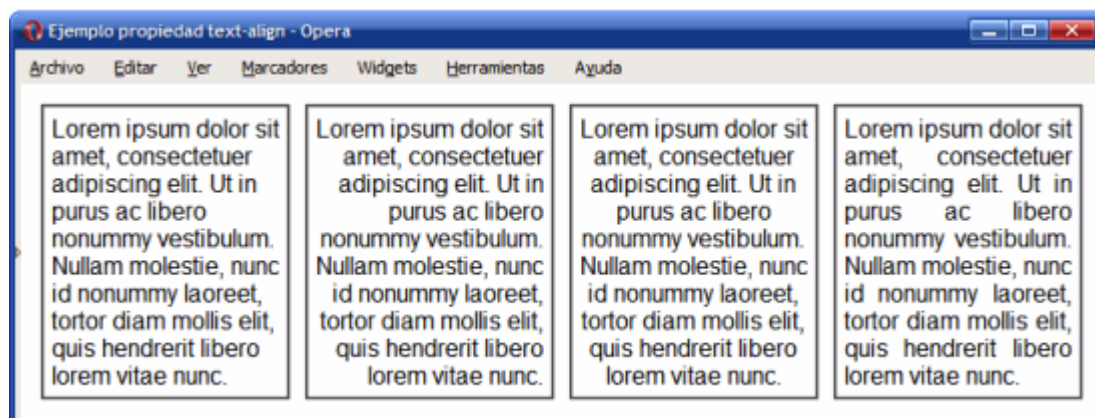 Ejemplo propiedad text-align - Opera
Archivo Editar Ver Marcadores Widgets Herramientas Ayuda
Lorem ipsum dolor sit
amet, consectetuer
adipiscing elit. Ut in
purus ac libero
nonummy vestibulum.
Nullam molestie, nunc
id nonummy laoreet,
tortor diam mollis elit,
quis hendrerit libero
lorem vitae nunc.
Lorem ipsum dolor sit
amet, consectetuer
adipiscing elit. Ut in
purus ac libero
nonummy vestibulum.
Nullam molestie, nunc
id nonummy laoreet,
tortor diam mollis elit,
quis hendrerit libero
lorem vitae nunc.
Lorem ipsum dolor sit
amet, consectetuer
adipiscing elit. Ut in
purus ac libero
nonummy vestibulum.
Nullam molestie, nunc
id nonummy laoreet,
tortor diam mollis elit,
quis hendrerit libero
lorem vitae nunc.
Lorem ipsum dolor sit
amet, consectetuer
adipiscing elit. Ut in
purus ac libero
nonummy vestibulum.
Nullam molestie, nunc
id nonummy laoreet,
tortor diam mollis elit,
quis hendrerit libero
lorem vitae nunc.